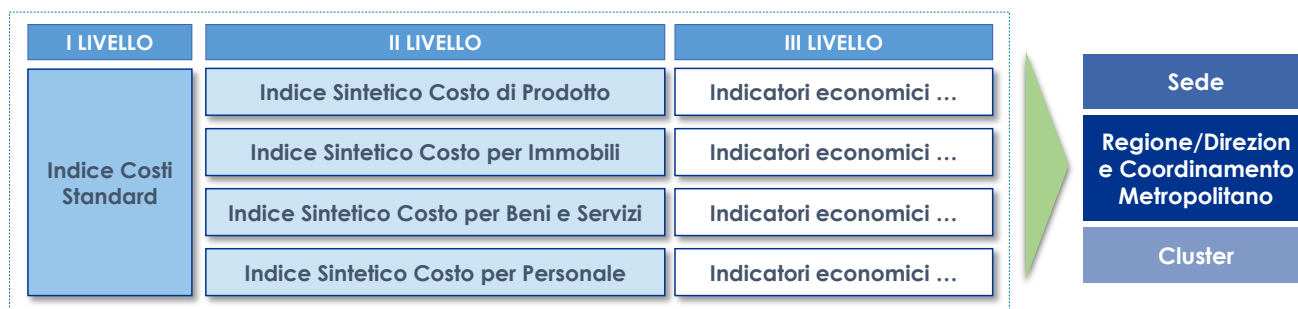 I LIVELLO
II LIVELLO
III LIVELLO
Indice Costi
Standard
Indice Sintetico Costo di Prodotto
Indicatori economici …
Indice Sintetico Costo per Immobili
Indicatori economici …
Indice Sintetico Costo per Beni e Servizi
Indicatori economici …
Indice Sintetico Costo per Personale
Indicatori economici …
Sede
Regione/Direzion
e Coordinamento
Metropolitano
Cluster